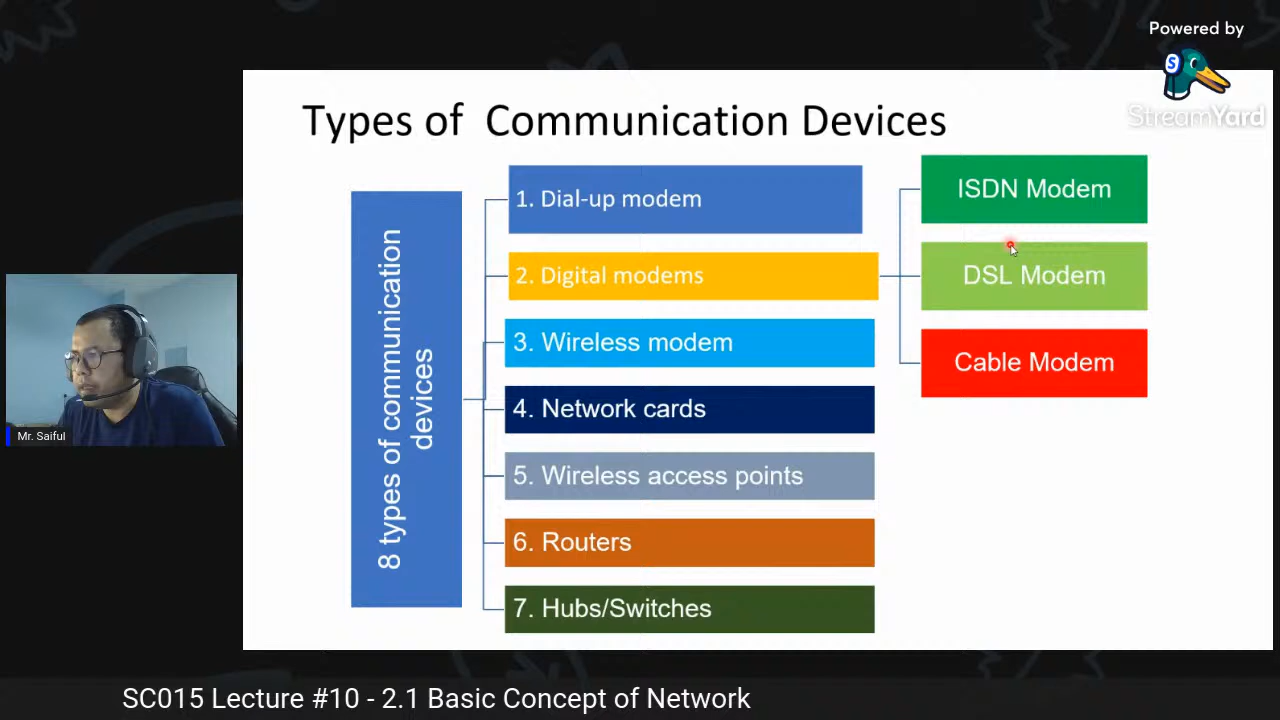 Powered by
StreamYard
Types of Communication Devices
8 types of communication
devices
1. Dial-up modem
2. Digital modems
3. Wireless modem
4. Network cards
5. Wireless access points
6. Routers
7. Hubs/Switches
ISDN Modem
DSL Modem
Cable Modem
Mr. Saiful
SC015 Lecture #10 - 2.1 Basic Concept of Network